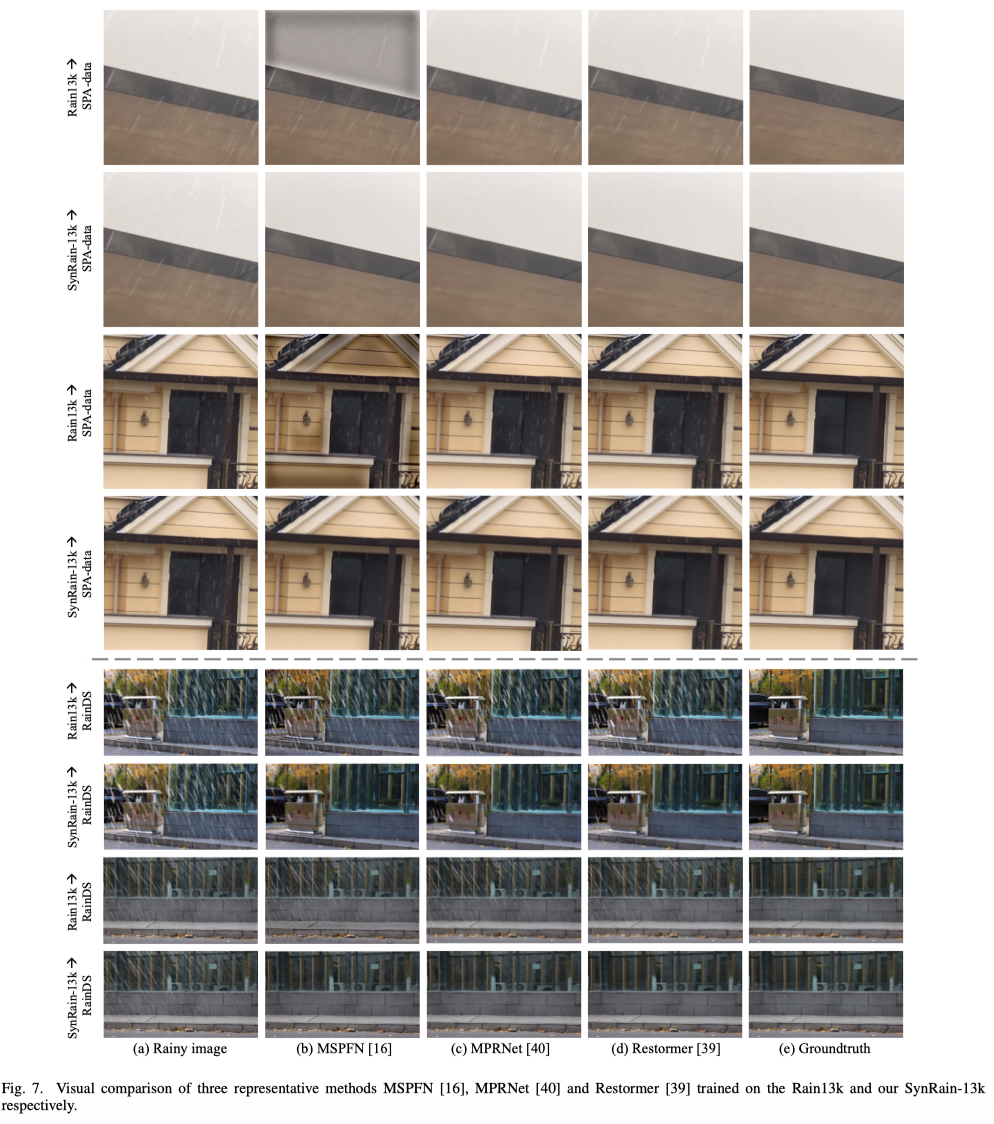 Rain13k →
SPA-data
SynRain-13k →
SPA-data
Rain13k →
SPA-data
SynRain-13k →
SPA-data
Rain13k →
RainDS
SynRain-13k →
RainDS
Rain13k →
RainDS
SynRain-13k →
RainDS
(a) Rainy image (b) MSPFN [16] (c) MPRNet [40] (d) Restormer [39] (e) Groundtruth
Fig. 7. Visual comparison of three representative methods MSPFN [16], MPRNet [40] and Restormer [39] trained on the Rain13k and our SynRain-13k
respectively.